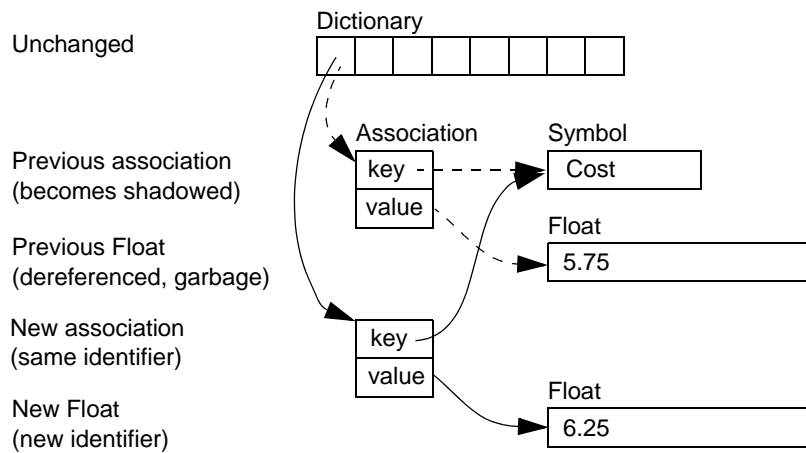 Dictionary
Unchanged
Association
Symbol
Previous association
(becomes shadowed)
key
Cost
value
Float
Previous Float
(dereferenced, garbage)
5.75
New association
(same identifier)
key
value
Float
New Float
(new identifier)
6.25